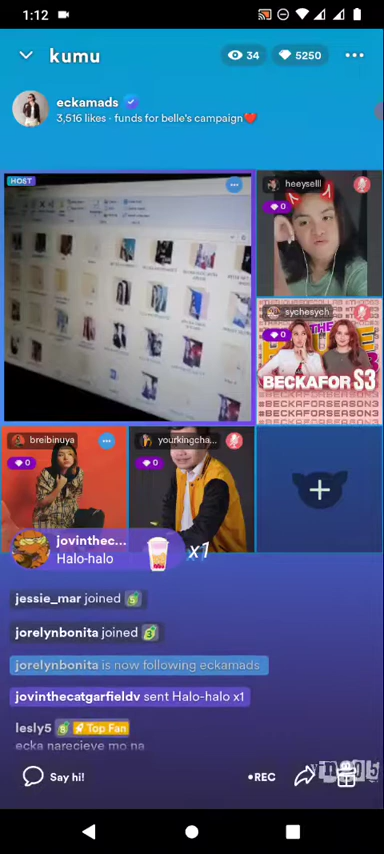 1:12
kumu
34
5250
eckamads
3,516 likes - funds for belle's campaign❤️
HOST
heeyselll
0
sychesych
0
BECKAFOR S3
BECKAFORSEASON3
breibinuya
0
yourkingcha...
0
jovinthec...
Halo-halo
x1
jessie_mar joined
jorelynbonita joined
jorelynbonita is now following eckamads
jovinthecatgarfieldv sent Halo-halo x1
lesly5 Top Fan
ecka narecieve mo na
Say hi!
•REC